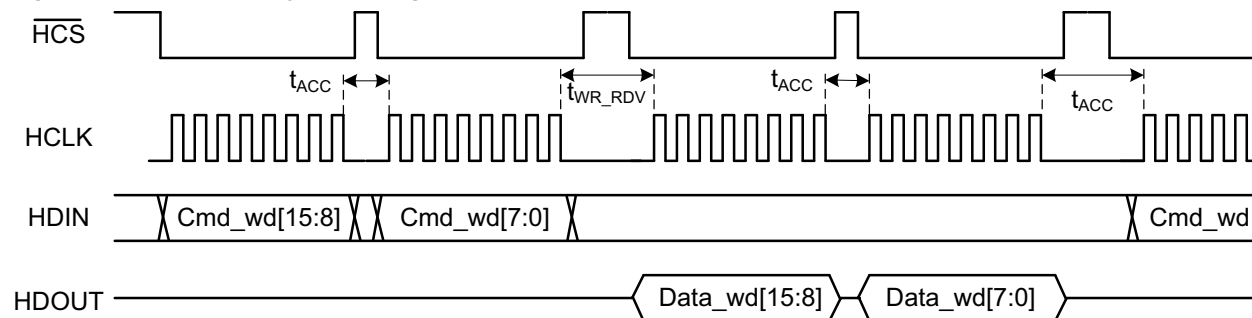 HCS
tACC
tWR_RDV
tACC
tACC
HCLK
HDIN
Cmd_wd[15:8]
Cmd_wd[7:0]
Cmd_wd
HDOUT
Data_wd[15:8]
Data_wd[7:0]